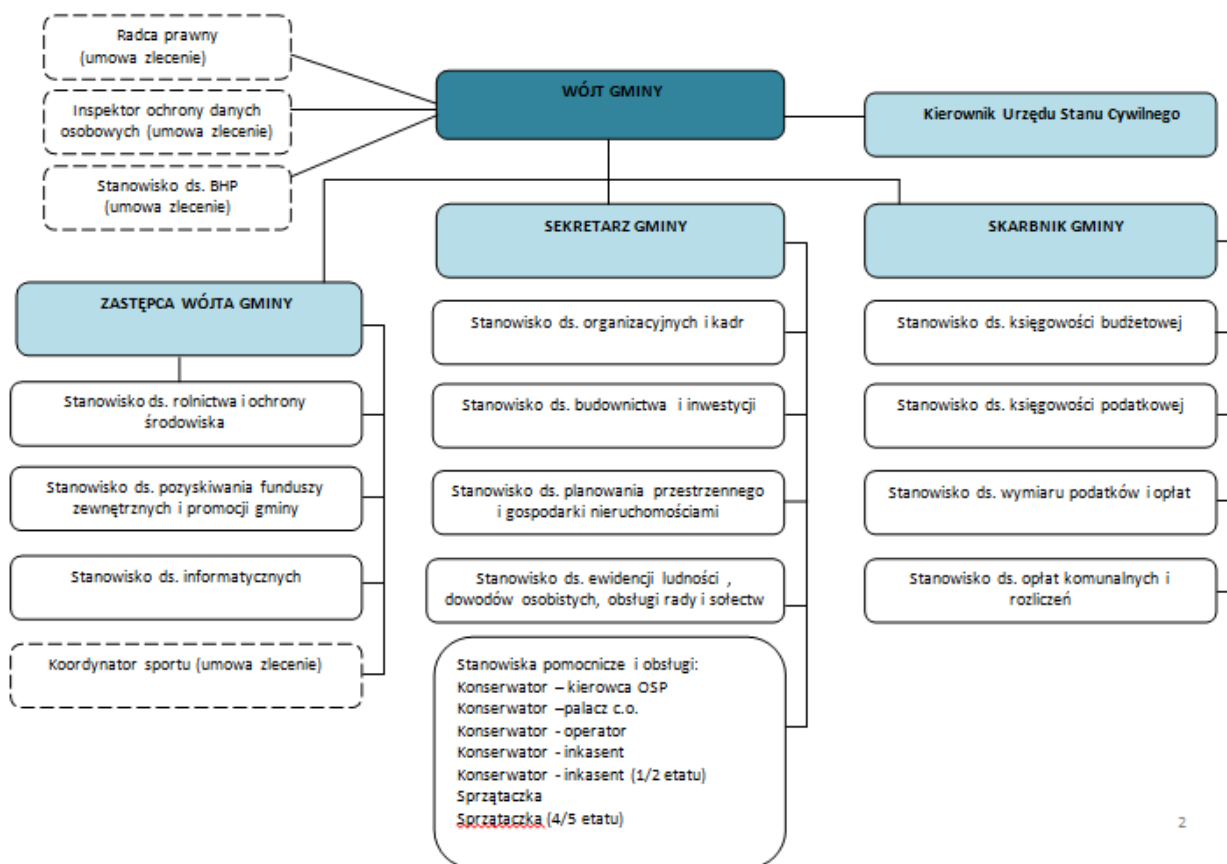 Radca prawny
(umowa zlecenie)
Inspektor ochrony danych
osobowych (umowa zlecenie)
Stanowisko ds. BHP
(umowa zlecenie)
WÓJT GMINY
Kierownik Urzędu Stanu Cywilnego
ZASTĘPCA WÓJTA GMINY
Stanowisko ds. rolnictwa i ochrony
środowiska
Stanowisko ds. pozyskiwania funduszy
zewnętrznych i promocji gminy
Stanowisko ds. informatycznych
Koordynator sportu (umowa zlecenie)
SEKRETARZ GMINY
Stanowisko ds. organizacyjnych i kadr
Stanowisko ds. budownictwa i inwestycji
Stanowisko ds. planowania przestrzennego
i gospodarki nieruchomościami
Stanowisko ds. ewidencji ludności ,
dowodów osobistych, obsługi rady i sołectw
Stanowiska pomocnicze i obsługi:
Konserwator – kierowca OSP
Konserwator –palacz c.o.
Konserwator - operator
Konserwator - inkasent
Konserwator - inkasent (1/2 etatu)
Sprzątaczka
Sprzątaczka (4/5 etatu)
SKARBNIK GMINY
Stanowisko ds. księgowości budżetowej
Stanowisko ds. księgowości podatkowej
Stanowisko ds. wymiaru podatków i opłat
Stanowisko ds. opłat komunalnych i
rozliczeń
2